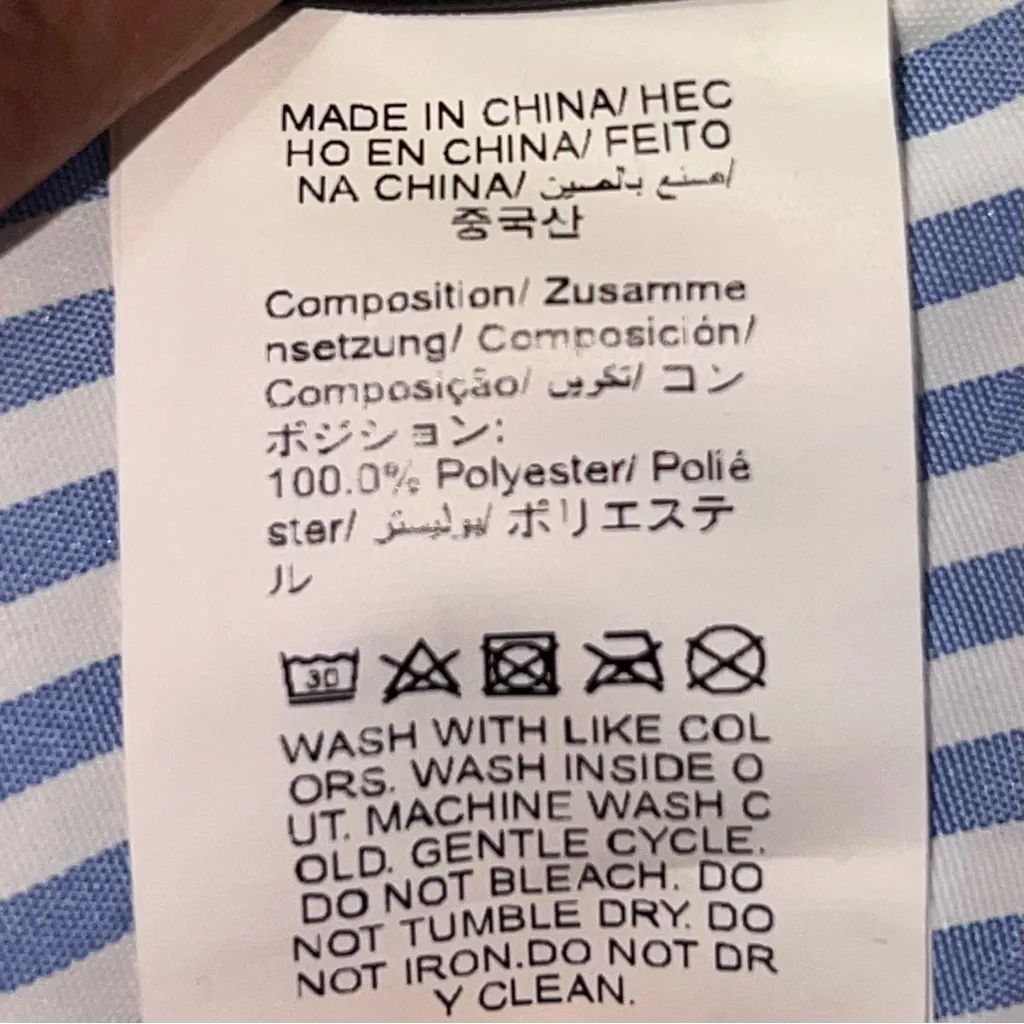 MADE IN CHINA/ HEC
HO EN CHINA/ FEITO
NA CHINA/ صنع بالصين/
중국산
Composition/ Zusamme
nsetzung/ Composición/
Composição/ تكوين/ コン
ポジション:
100.0% Polyester/ Polié
ster/ بوليستر/ ポリエステ
ル
30
WASH WITH LIKE COL
ORS. WASH INSIDE O
UT. MACHINE WASH C
OLD. GENTLE CYCLE.
DO NOT BLEACH. DO
NOT TUMBLE DRY. DO
NOT IRON.DO NOT DR
Y CLEAN.